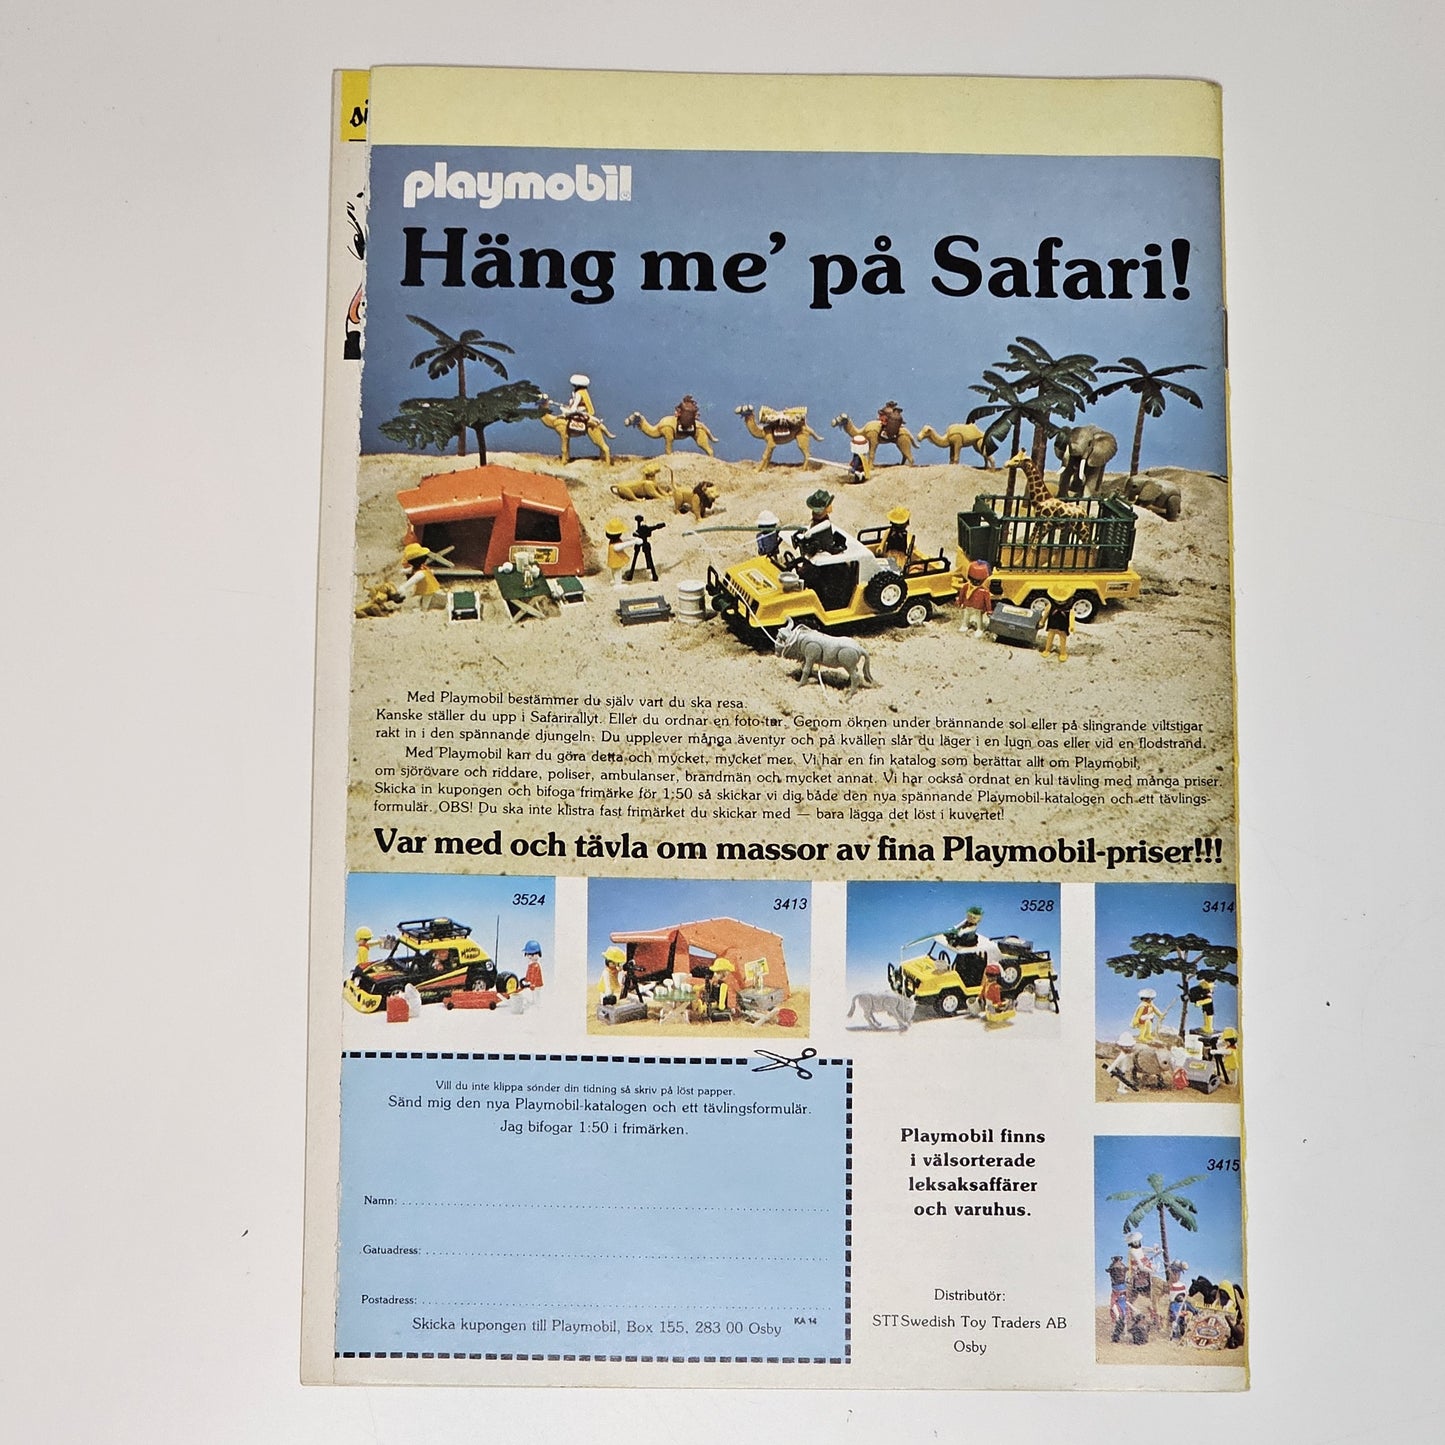 playmobil
Häng me' på Safari!
Med Playmobil bestämmer du själv vart du ska resa.
Kanske ställer du upp i Safarirallyt. Eller du ordnar en foto-tur. Genom öknen under brännande sol eller på slingrande viltstigar
rakt in i den spännande djungeln. Du upplever många äventyr och på kvällen slår du läger i en lugn oas eller vid en flodstrand.
Med Playmobil kan du göra detta och mycket, mycket mer. Vi har en fin katalog som berättar allt om Playmobil,
om sjörövare och riddare, poliser, ambulanser, brandmän och mycket annat. Vi har också ordnat en kul tävling med många priser.
Skicka in kupongen och bifoga frimärke för 1:50 så skickar vi dig både den nya spännande Playmobil-katalogen och ett tävlings-
formulär. OBS! Du ska inte klistra fast frimärket du skickar med — bara lägga det löst i kuvertet!
Var med och tävla om massor av fina Playmobil-priser!!!
3524
3413
3528
3414
3415
Vill du inte klippa sönder din tidning så skriv på löst papper.
Sänd mig den nya Playmobil-katalogen och ett tävlingsformulär.
Jag bifogar 1:50 i frimärken.
Namn:
Gatuadress:
Postadress:
Skicka kupongen till Playmobil, Box 155, 283 00 Osby
KA 14
Playmobil finns
i välsorterade
leksaksaffärer
och varuhus.
Distributör:
STT Swedish Toy Traders AB
Osby